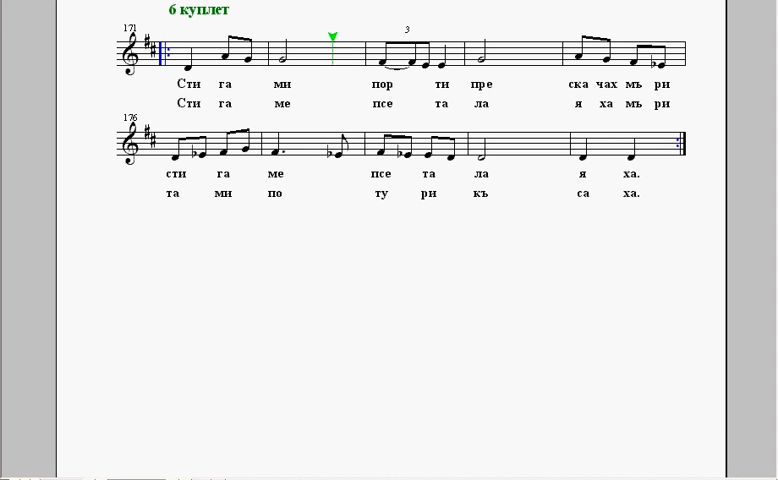 6 куплет
171
3
Сти га ми пор ти пре ска чах мъ ри
Сти га ме псе та ла я ха мъ ри
176
сти га ме псе та ла я ха.
та ми по ту ри къ са ха.